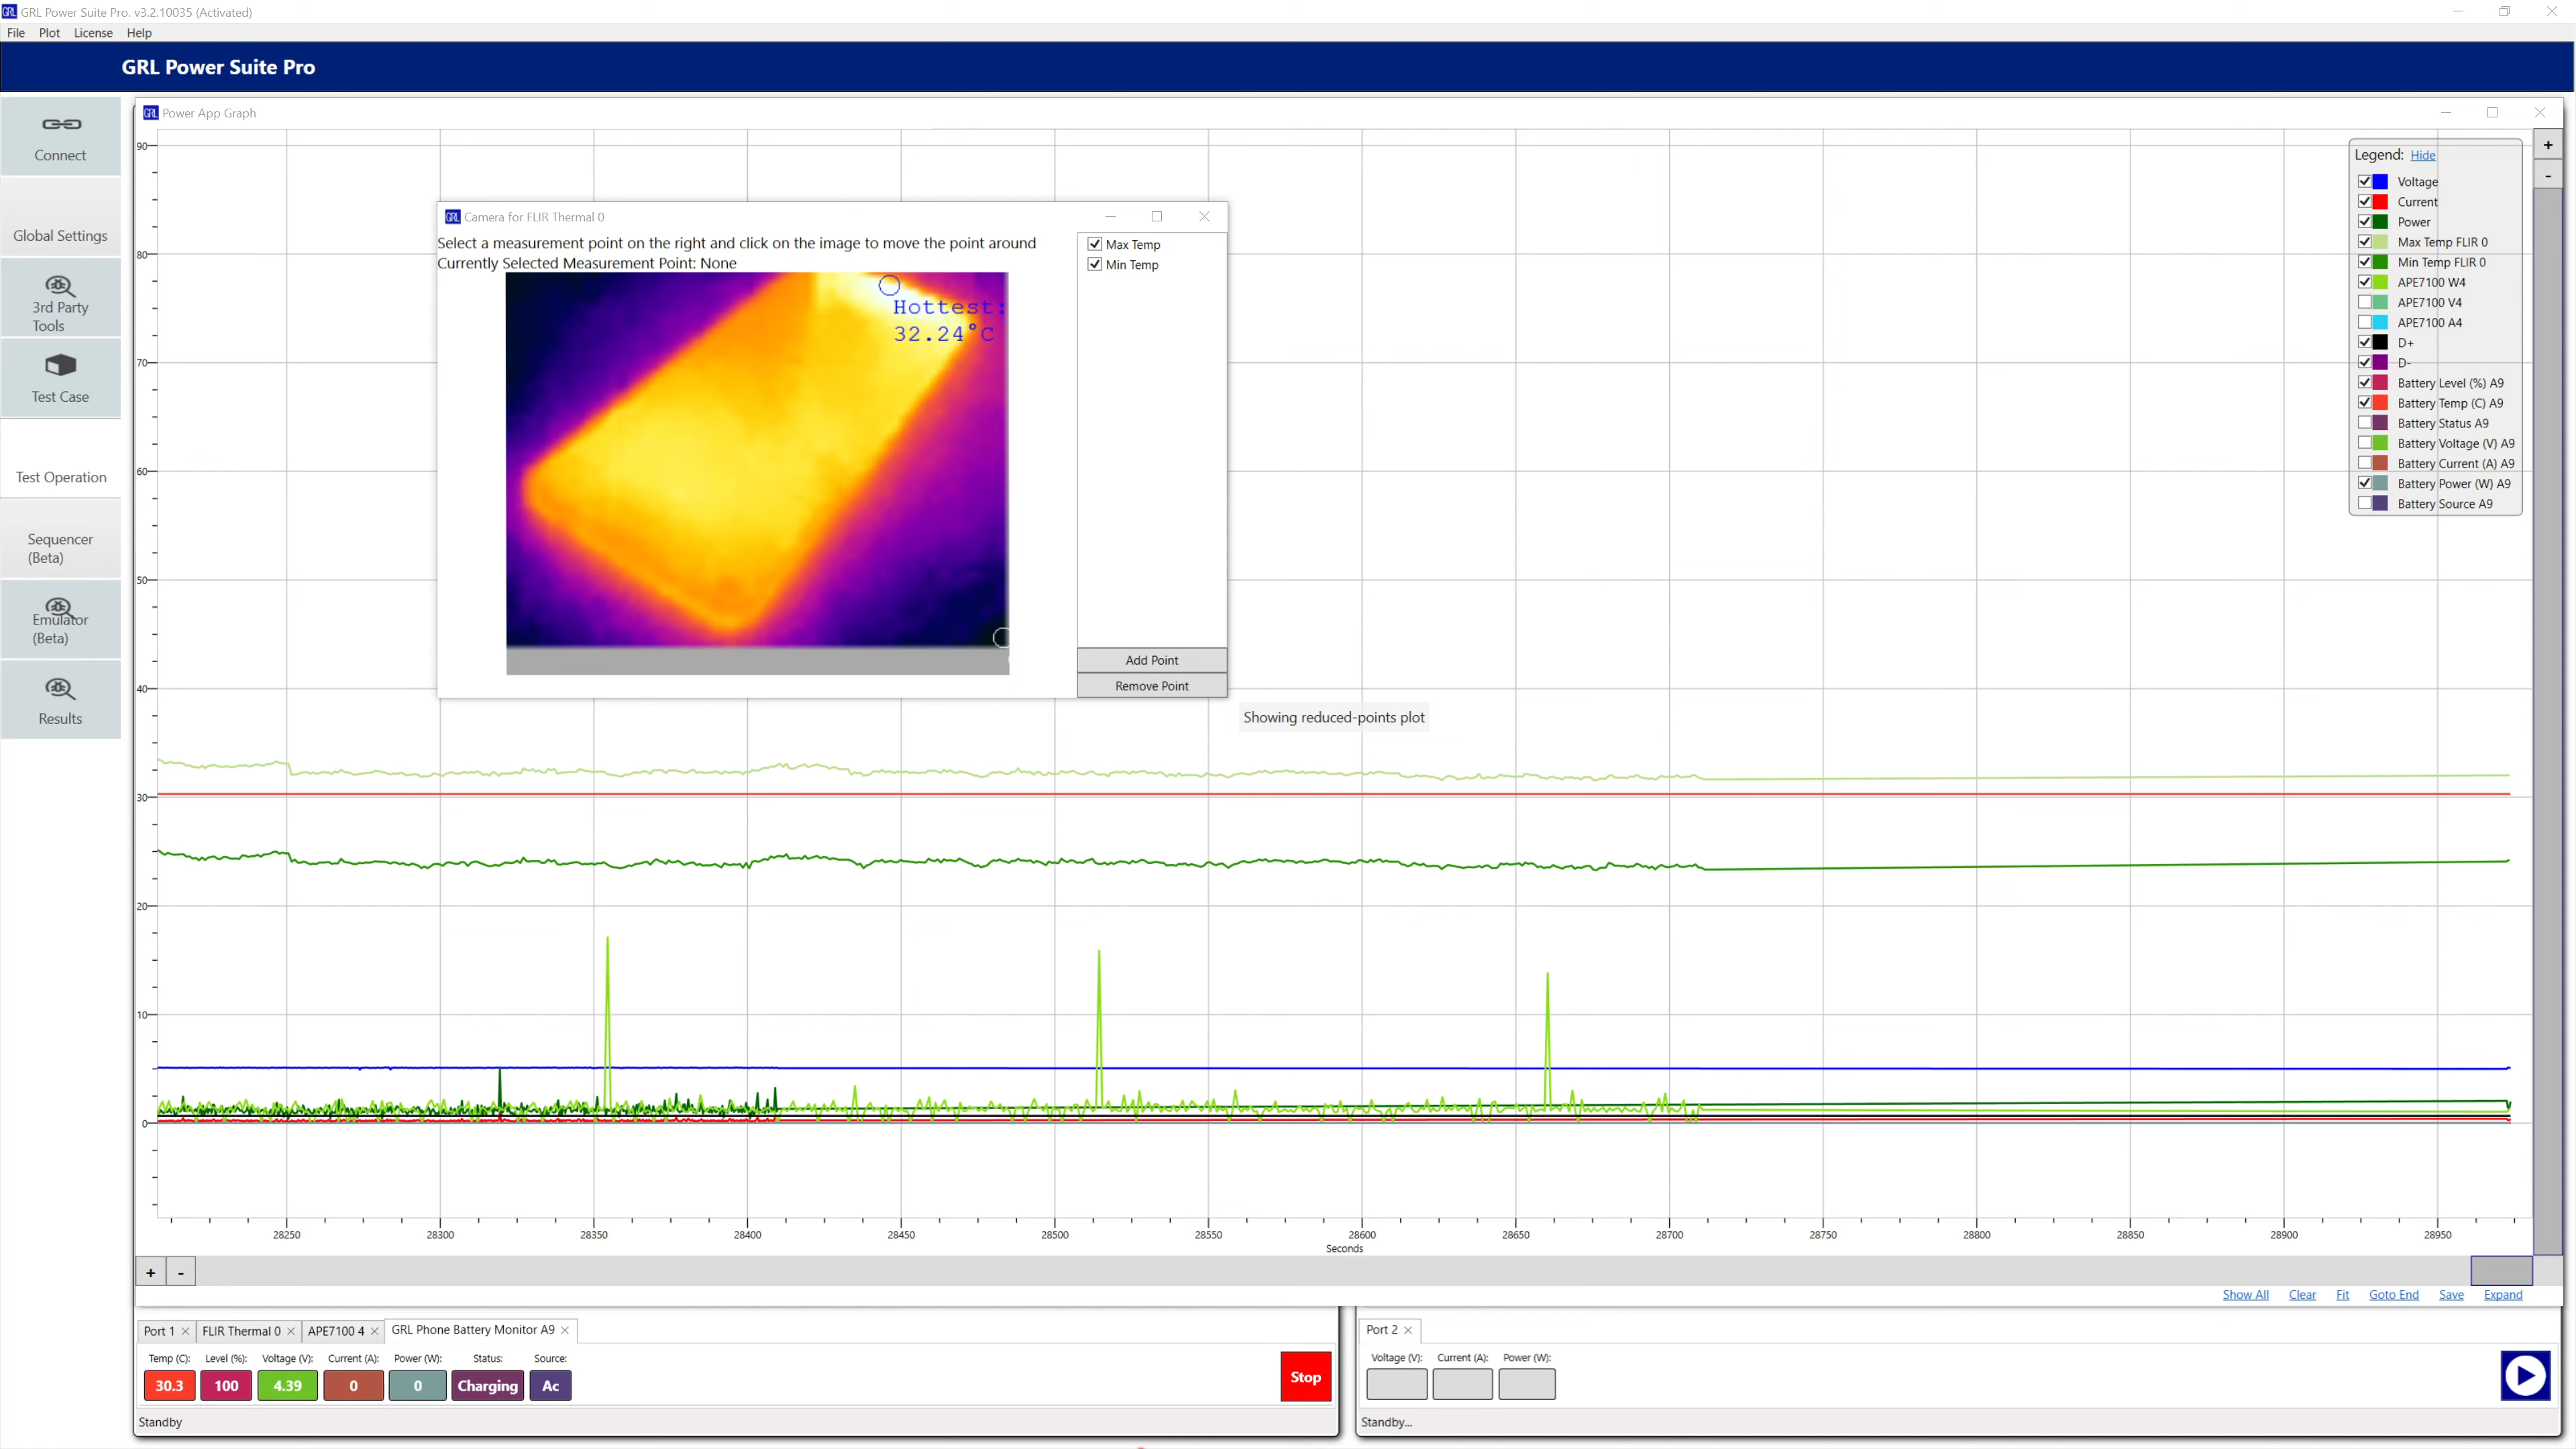 GRL GRL Power Suite Pro. v3.2.10035 (Activated)
File Plot License Help
GRL Power Suite Pro
Connect
Global Settings
3rd Party
Tools
Test Case
Test Operation
Sequencer
(Beta)
Emulator
(Beta)
Results
GRL Power App Graph
90
80
70
60
50
40
30
20
10
0
Legend: Hide
Voltage
Current
Power
Max Temp FLIR 0
Min Temp FLIR 0
APE7100 W4
APE7100 V4
APE7100 A4
D+
D-
Battery Level (%) A9
Battery Temp (C) A9
Battery Status A9
Battery Voltage (V) A9
Battery Current (A) A9
Battery Power (W) A9
Battery Source A9
+
-
GRL Camera for FLIR Thermal 0
Select a measurement point on the right and click on the image to move the point around
Currently Selected Measurement Point: None
Hottest:
32.24°C
Max Temp
Min Temp
Add Point
Remove Point
Showing reduced-points plot
28250 28300 28350 28400 28450 28500 28550 28600 28650 28700 28750 28800 28850 28900 28950
Seconds
+ -
Show All Clear Fit Goto End Save Expand
Port 1 FLIR Thermal 0 APE7100 4 GRL Phone Battery Monitor A9
Temp (C): Level (%): Voltage (V): Current (A): Power (W): Status: Source:
30.3 100 4.39 0 0 Charging Ac
Stop
Standby
Port 2
Voltage (V): Current (A): Power (W):
Standby...